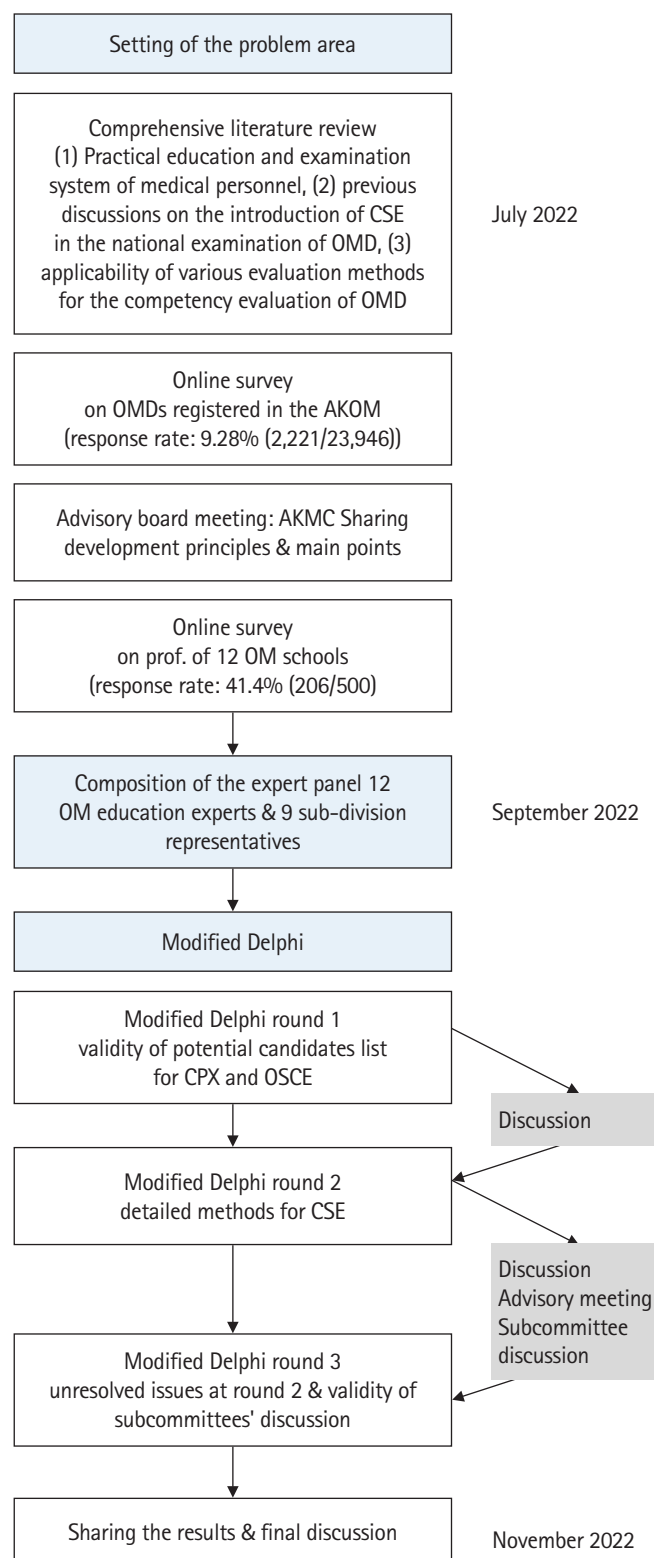 Setting of the problem area
Comprehensive literature review
(1) Practical education and examination
system of medical personnel, (2) previous
discussions on the introduction of CSE
in the national examination of OMD, (3)
applicability of various evaluation methods
for the competency evaluation of OMD
July 2022
Online survey
on OMDs registered in the AKOM
(response rate: 9.28% (2,221/23,946))
Advisory board meeting: AKMC Sharing
development principles & main points
Online survey
on prof. of 12 OM schools
(response rate: 41.4% (206/500)
Composition of the expert panel 12
OM education experts & 9 sub-division
representatives
September 2022
Modified Delphi
Modified Delphi round 1
validity of potential candidates list
for CPX and OSCE
Discussion
Modified Delphi round 2
detailed methods for CSE
Discussion
Advisory meeting
Subcommittee
discussion
Modified Delphi round 3
unresolved issues at round 2 & validity of
subcommittees' discussion
Sharing the results & final discussion
November 2022